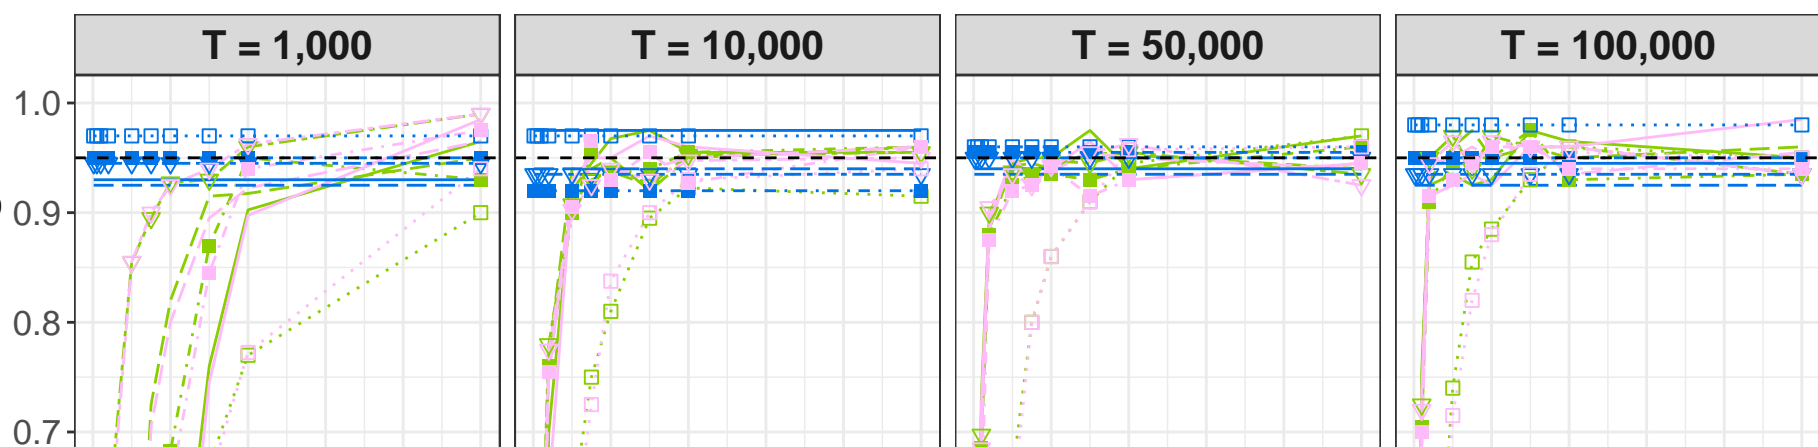 T = 1,000
T = 10,000
T = 50,000
T = 100,000
1.0
0.9
0.8
0.7